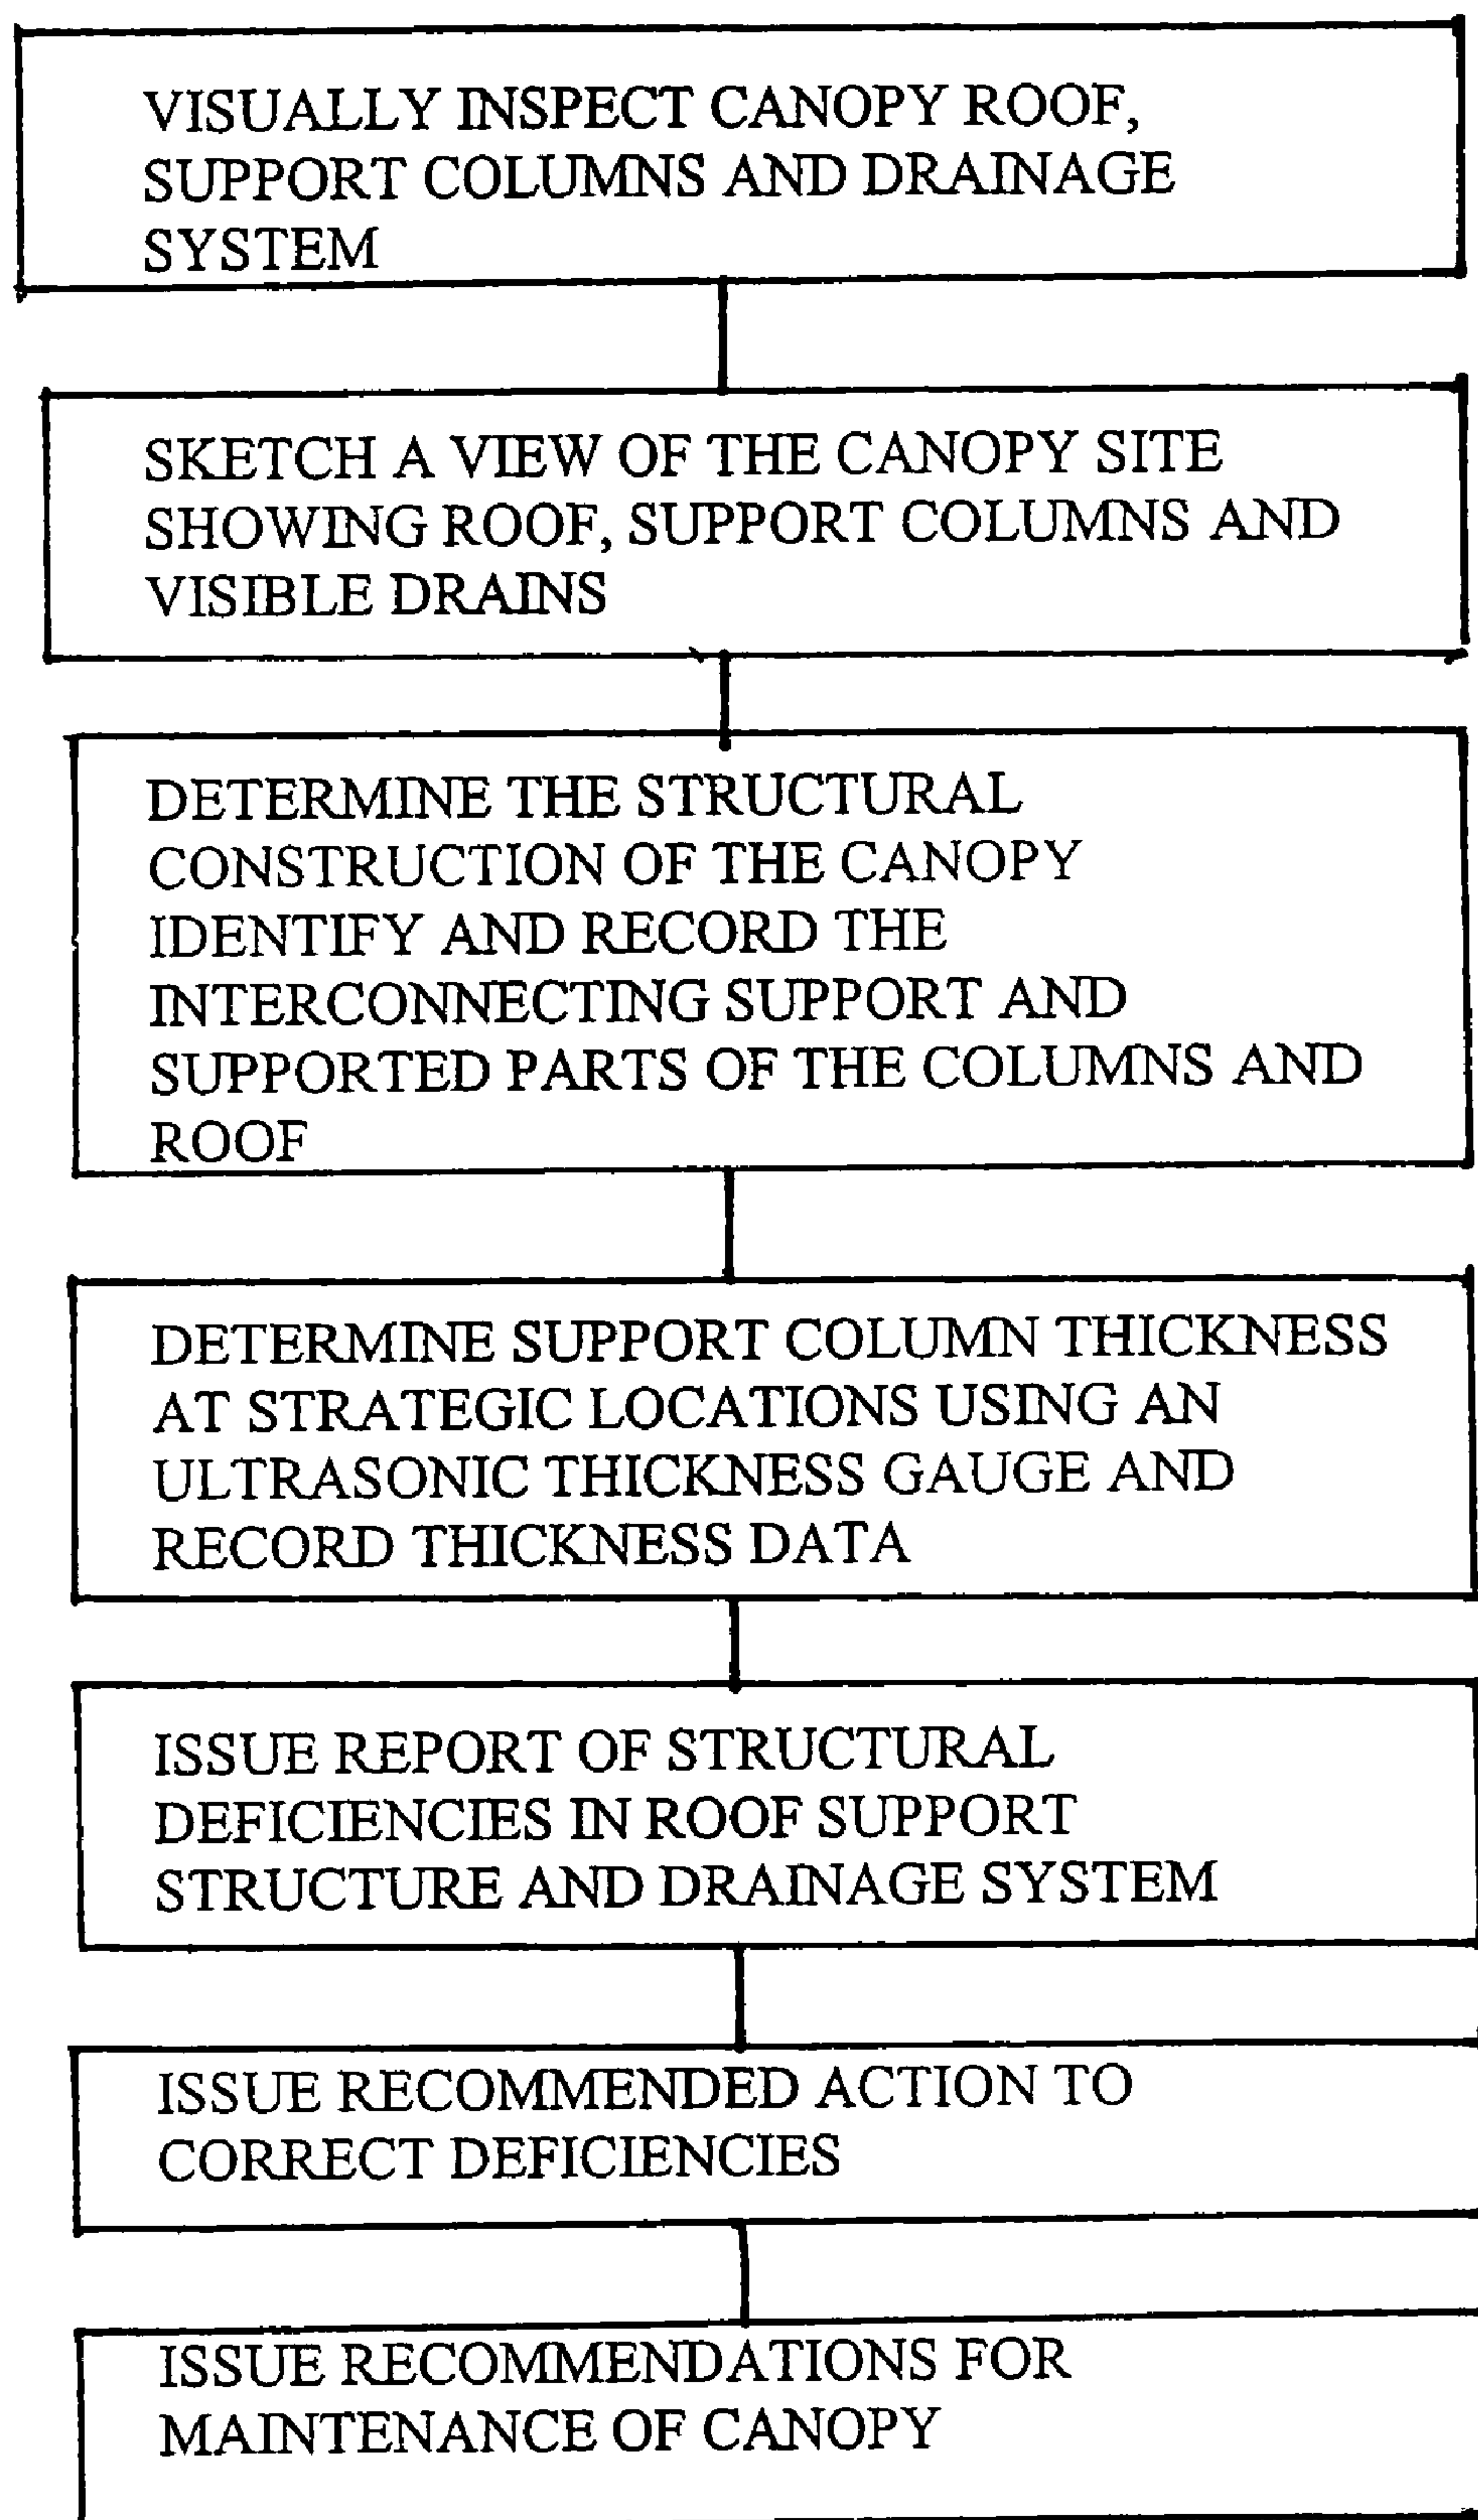 VISUALLY INSPECT CANOPY ROOF,
SUPPORT COLUMNS AND DRAINAGE
SYSTEM
SKETCH A VIEW OF THE CANOPY SITE
SHOWING ROOF, SUPPORT COLUMNS AND
VISIBLE DRAINS
DETERMINE THE STRUCTURAL
CONSTRUCTION OF THE CANOPY
IDENTIFY AND RECORD THE
INTERCONNECTING SUPPORT AND
SUPPORTED PARTS OF THE COLUMNS AND
ROOF
DETERMINE SUPPORT COLUMN THICKNESS
AT STRATEGIC LOCATIONS USING AN
ULTRASONIC THICKNESS GAUGE AND
RECORD THICKNESS DATA
ISSUE REPORT OF STRUCTURAL
DEFICIENCIES IN ROOF SUPPORT
STRUCTURE AND DRAINAGE SYSTEM
ISSUE RECOMMENDED ACTION TO
CORRECT DEFICIENCIES
ISSUE RECOMMENDATIONS FOR
MAINTENANCE OF CANOPY